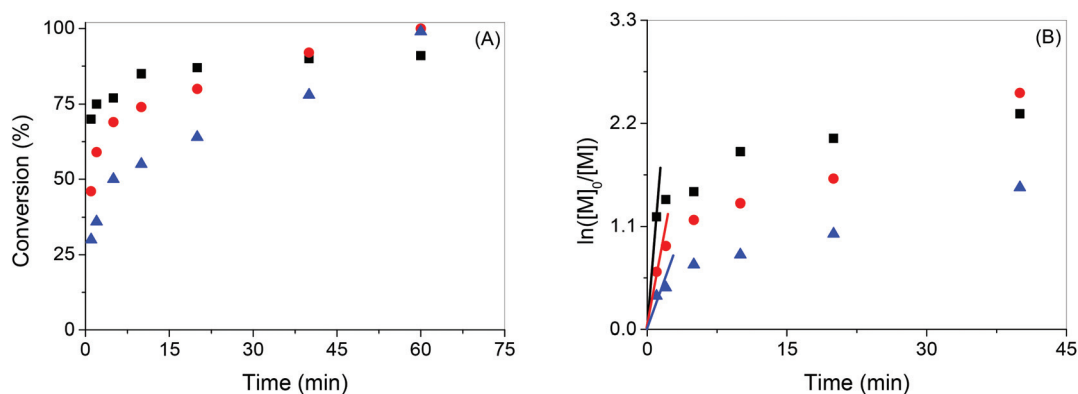 (A)
100
75
50
25
0
Conversion (%)
0 15 30 45 60 75
Time (min)
(B)
3.3
2.2
1.1
0.0
ln([M]₀/[M])
0 15 30 45
Time (min)